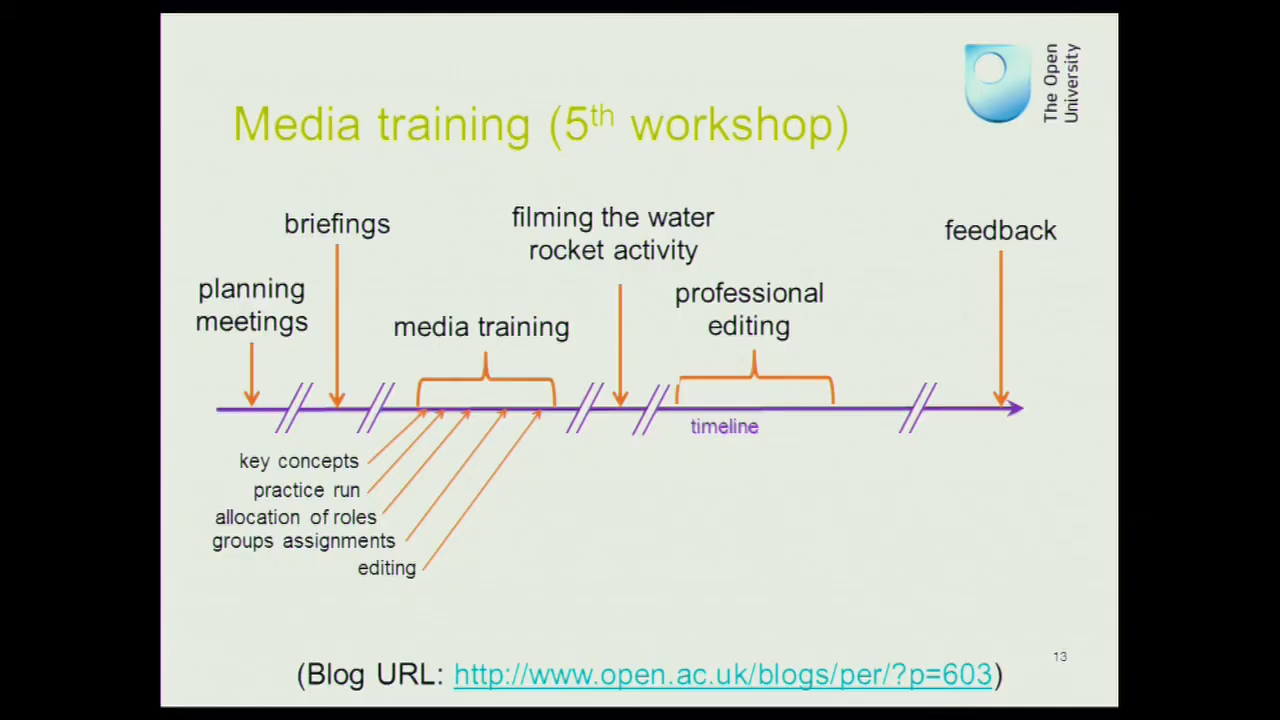 The Open
University
Media training (5th workshop)
briefings
filming the water
rocket activity
feedback
planning
meetings
media training
professional
editing
timeline
key concepts
practice run
allocation of roles
groups assignments
editing
13
(Blog URL: http://www.open.ac.uk/blogs/per/?p=603)